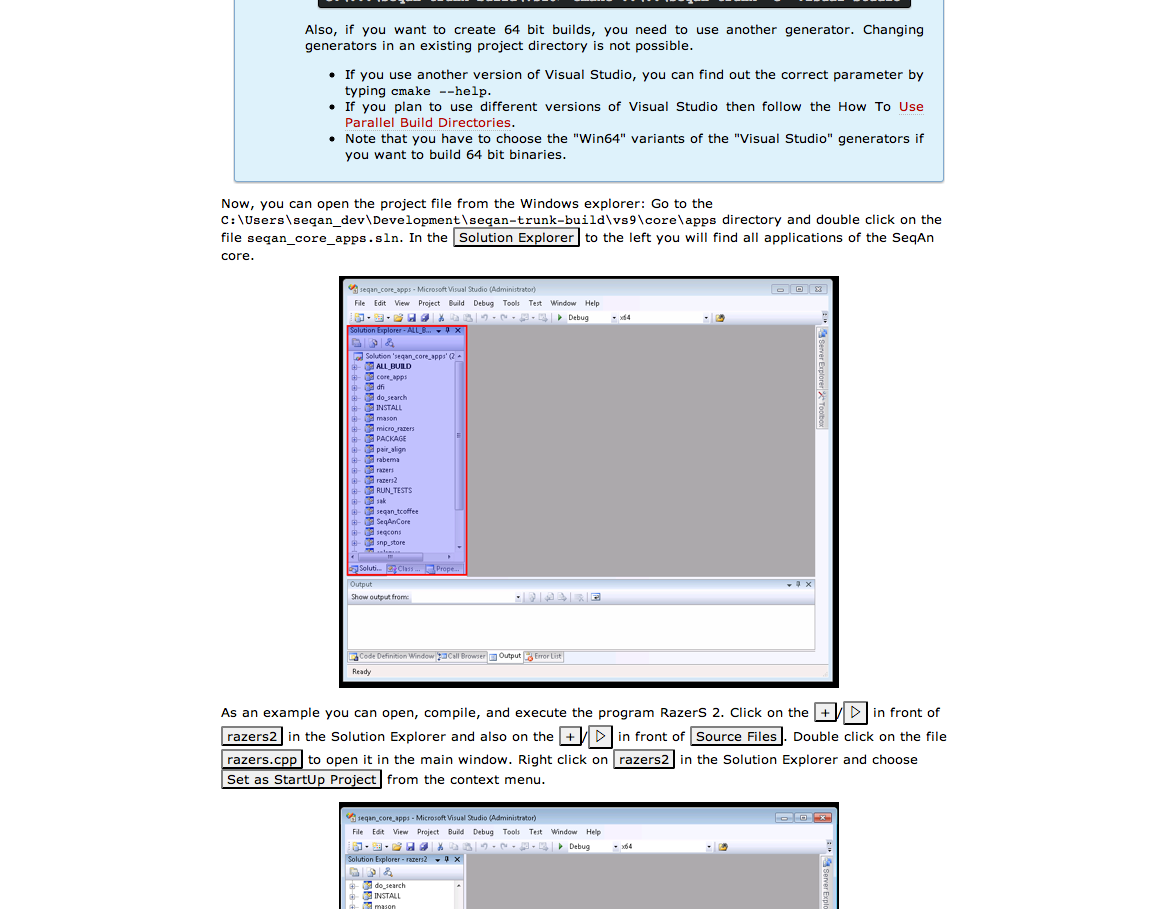 Also, if you want to create 64 bit builds, you need to use another generator. Changing
generators in an existing project directory is not possible.
If you use another version of Visual Studio, you can find out the correct parameter by
typing cmake --help.
If you plan to use different versions of Visual Studio then follow the How To Use
Parallel Build Directories.
Note that you have to choose the "Win64" variants of the "Visual Studio" generators if
you want to build 64 bit binaries.
Now, you can open the project file from the Windows explorer: Go to the
C:\Users\seqan_dev\Development\seqan-trunk-build\vs9\core\apps directory and double click on the
file seqan_core_apps.sln. In the Solution Explorer to the left you will find all applications of the SeqAn
core.
seqan_core_apps - Microsoft Visual Studio (Administrator)
File Edit View Project Build Debug Tools Test Window Help
Debug x64
Solution Explorer - ALL_B...
Solution 'seqan_core_apps' (2
ALL_BUILD
core_apps
dfi
do_search
INSTALL
mason
micro_razers
PACKAGE
pair_align
rabema
razers
razers2
RUN_TESTS
sak
seqan_tcoffee
SeqAnCore
seqcons
snp_store
Soluti... Class ... Prope...
Server Explorer
Toolbox
Output
Show output from:
Code Definition Window Call Browser Output Error List
Ready
As an example you can open, compile, and execute the program RazerS 2. Click on the + / ▷ in front of
razers2 in the Solution Explorer and also on the + / ▷ in front of Source Files. Double click on the file
razers.cpp to open it in the main window. Right click on razers2 in the Solution Explorer and choose
Set as StartUp Project from the context menu.
seqan_core_apps - Microsoft Visual Studio (Administrator)
File Edit View Project Build Debug Tools Test Window Help
Debug x64
Solution Explorer - razers2
do_search
INSTALL
mason
Server Explo